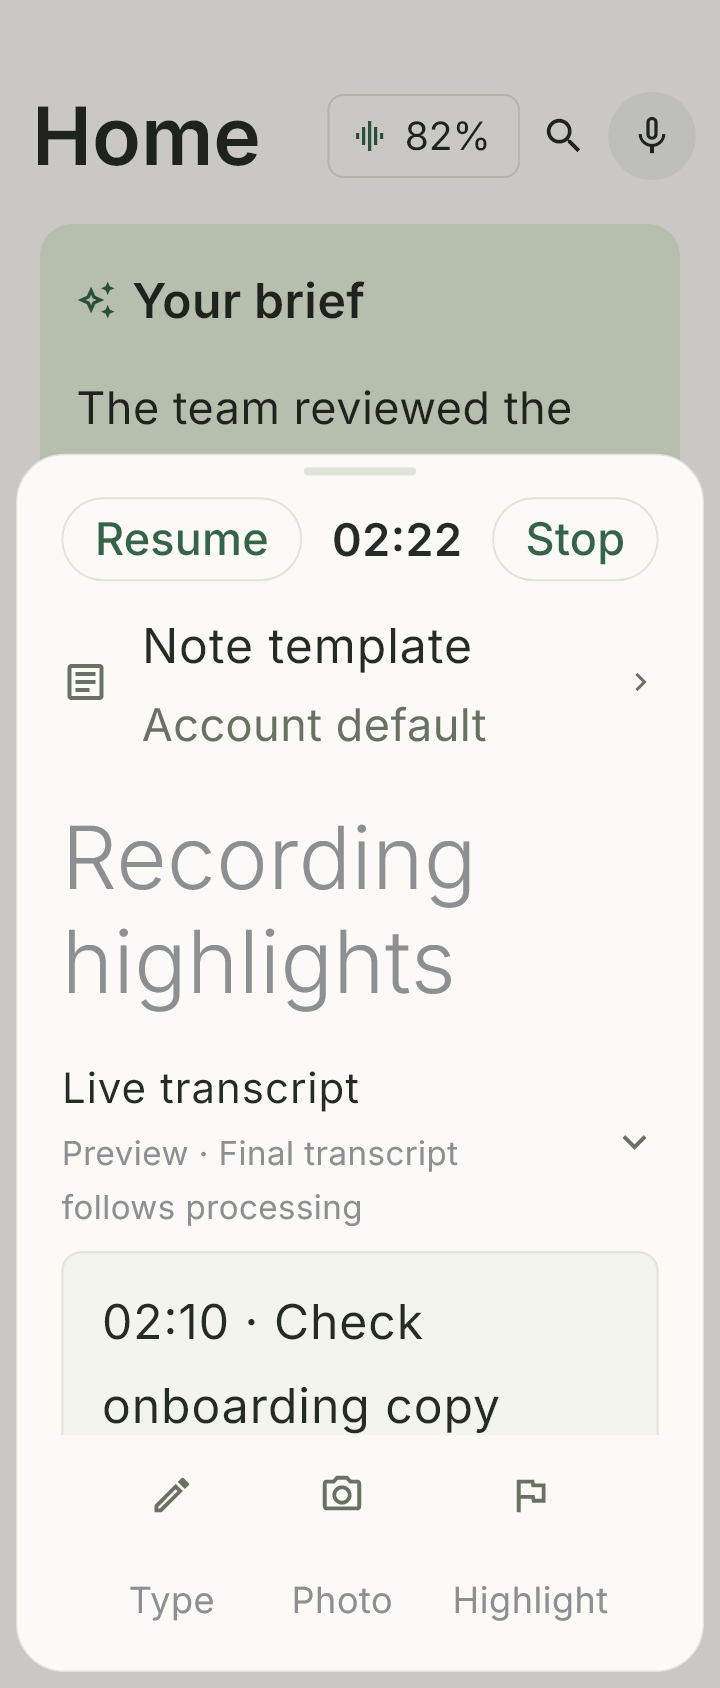 Home
82%
Your brief
The team reviewed the
Resume
02:22
Stop
Note template
Account default
Recording
highlights
Live transcript
Preview · Final transcript
follows processing
02:10 · Check
onboarding copy
Type
Photo
Highlight